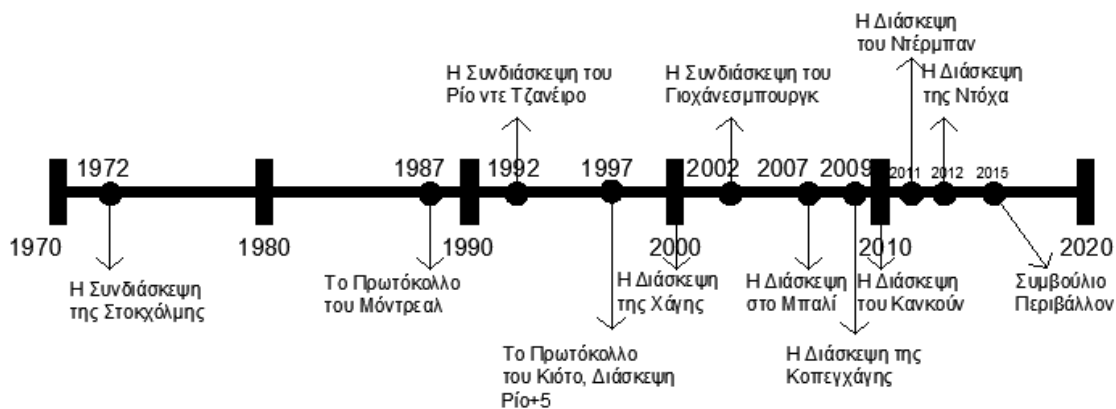 Η Διάσκεψη
του Ντέρμπαν
Η Συνδιάσκεψη του
Ρίο ντε Τζανέιρο
Η Συνδιάσκεψη του
Γιοχάνεσμπουργκ
Η Διάσκεψη
της Ντόχα
1972
1987
1992
1997
2002
2007
2009
2011
2012
2015
1970
1980
1990
2000
2010
2020
Η Συνδιάσκεψη
της Στοκχόλμης
Το Πρωτόκολλο
του Μόντρεαλ
Η Διάσκεψη
της Χάγης
Η Διάσκεψη
στο Μπαλί
Η Διάσκεψη
του Κανκούν
Συμβούλιο
Περιβάλλον
Το Πρωτόκολλο
του Κιότο, Διάσκεψη
Ρίο+5
Η Διάσκεψη της
Κοπεγχάγης